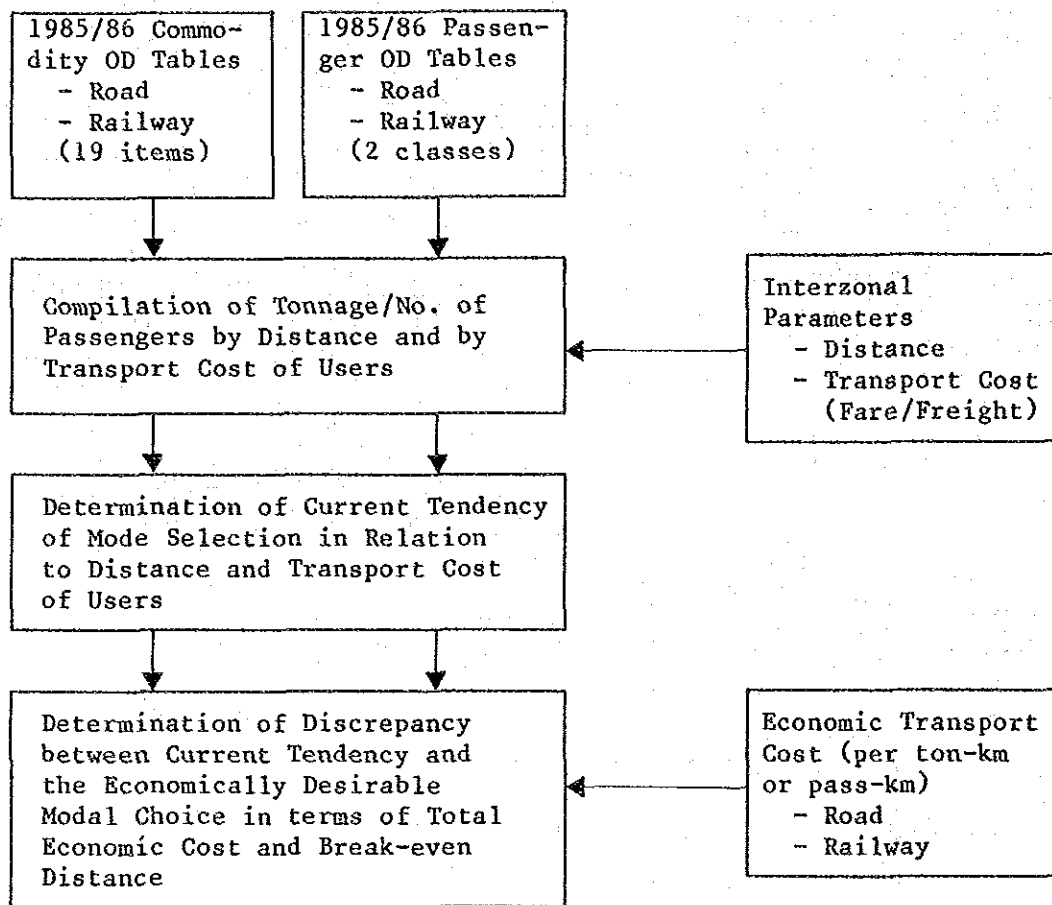 1985/86 Commo-
dity OD Tables
- Road
- Railway
(19 items)
1985/86 Passen-
ger OD Tables
- Road
- Railway
(2 classes)
Compilation of Tonnage/No. of
Passengers by Distance and by
Transport Cost of Users
Interzonal
Parameters
- Distance
- Transport Cost
(Fare/Freight)
Determination of Current Tendency
of Mode Selection in Relation
to Distance and Transport Cost
of Users
Determination of Discrepancy
between Current Tendency and
the Economically Desirable
Modal Choice in terms of Total
Economic Cost and Break-even
Distance
Economic Transport
Cost (per ton-km
or pass-km)
- Road
- Railway